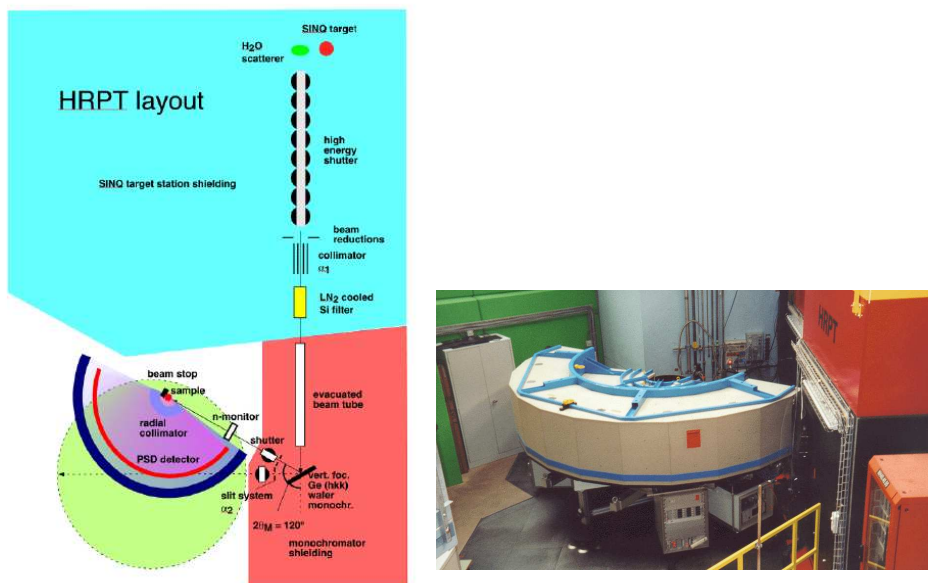 SINQ target
H2O
scatterer
HRPT layout
high
energy
shutter
SINQ target station shielding
beam
reductions
collimator
α1
LN2 cooled
Si filter
beam stop
sample
evacuated
beam tube
n-monitor
radial
collimator
shutter
PSD detector
slit system
α2
vert. foc.
Ge (hkk)
wafer
monochr.
2θM = 120°
monochromator
shielding
HRPT